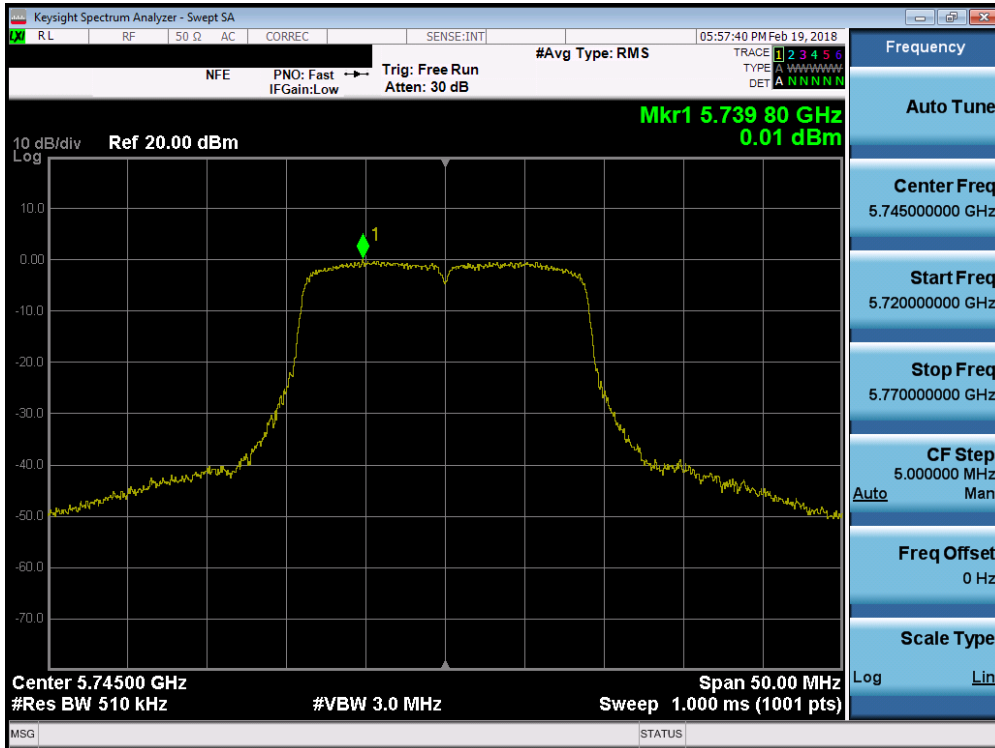 Keysight Spectrum Analyzer - Swept SA
LXI RL RF 50 Ω AC CORREC SENSE:INT 05:57:40 PM Feb 19, 2018
#Avg Type: RMS
TRACE 1 2 3 4 5 6
TYPE A WWWWW
DET A N N N N N
NFE PNO: Fast Trig: Free Run
IFGain:Low Atten: 30 dB
Mkr1 5.739 80 GHz
0.01 dBm
10 dB/div Ref 20.00 dBm
Log
1
10.0
0.00
-10.0
-20.0
-30.0
-40.0
-50.0
-60.0
-70.0
Center 5.74500 GHz Span 50.00 MHz
#Res BW 510 kHz #VBW 3.0 MHz Sweep 1.000 ms (1001 pts)
MSG STATUS
Frequency
Auto Tune
Center Freq
5.745000000 GHz
Start Freq
5.720000000 GHz
Stop Freq
5.770000000 GHz
CF Step
5.000000 MHz
Auto Man
Freq Offset
0 Hz
Scale Type
Log Lin